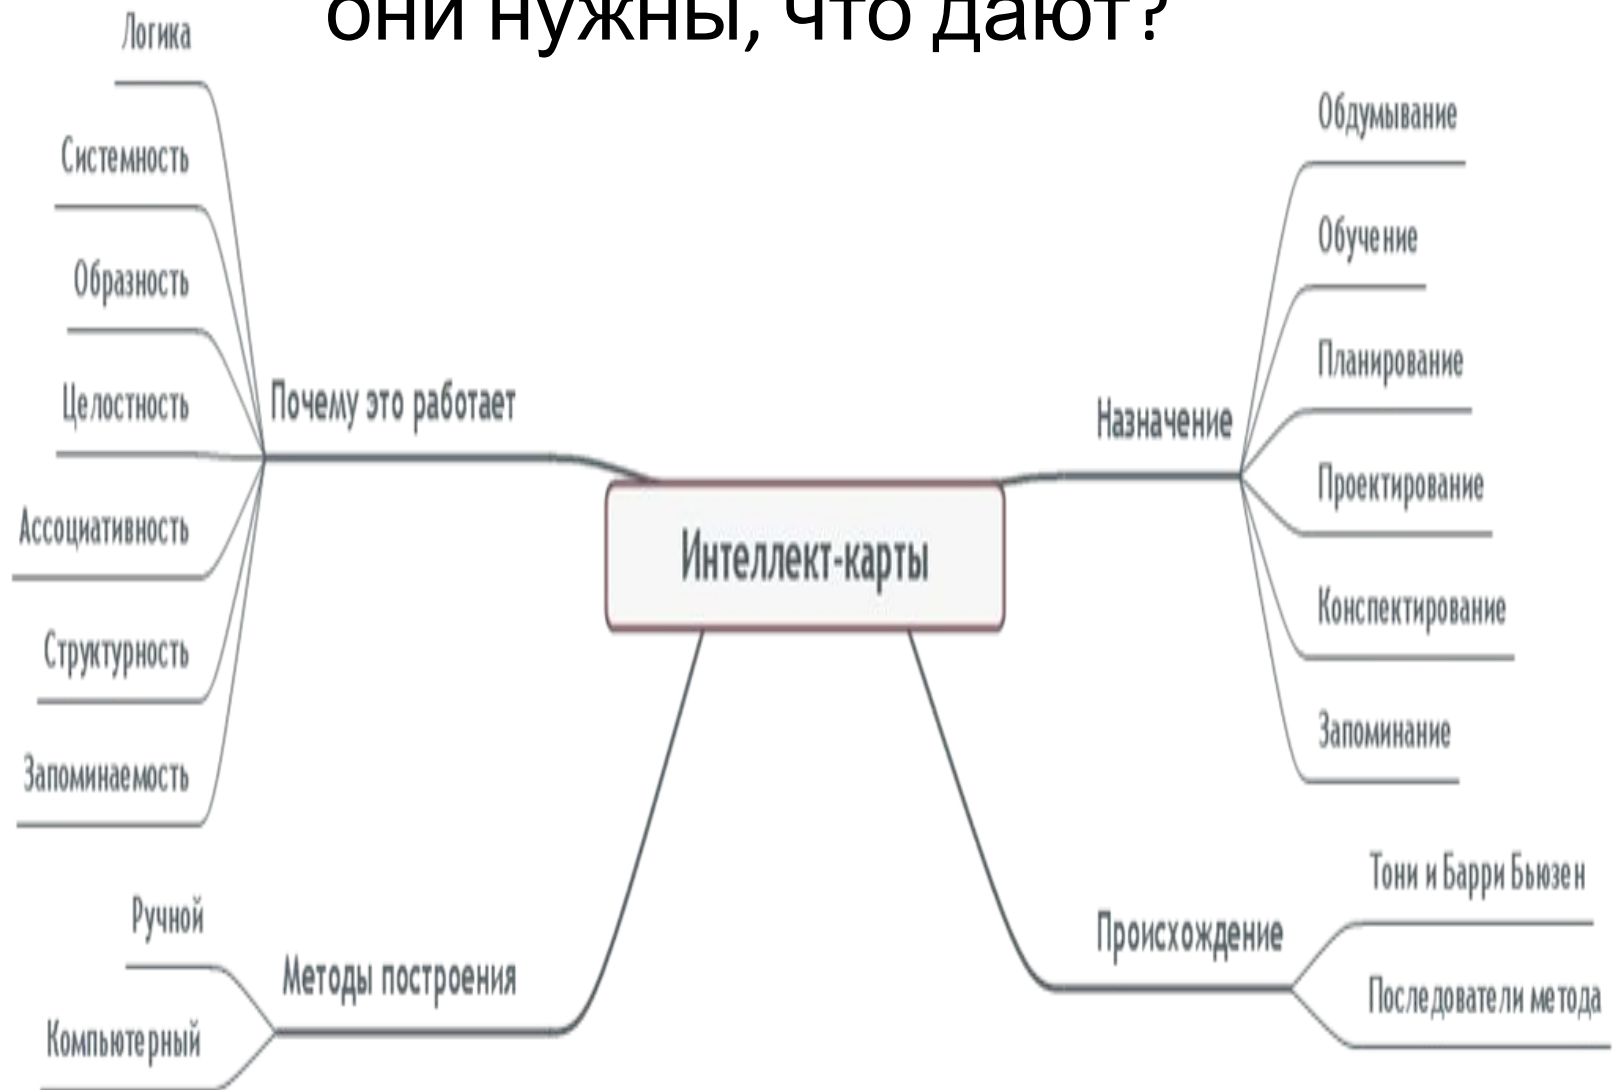 они нужны, что дают?
Логика
Системность
Образность
Целостность
Ассоциативность
Структурность
Запоминаемость
Почему это работает
Ручной
Компьютерный
Методы построения
Интеллект-карты
Назначение
Обдумывание
Обучение
Планирование
Проектирование
Конспектирование
Запоминание
Происхождение
Тони и Барри Бьюзен
Последователи метода